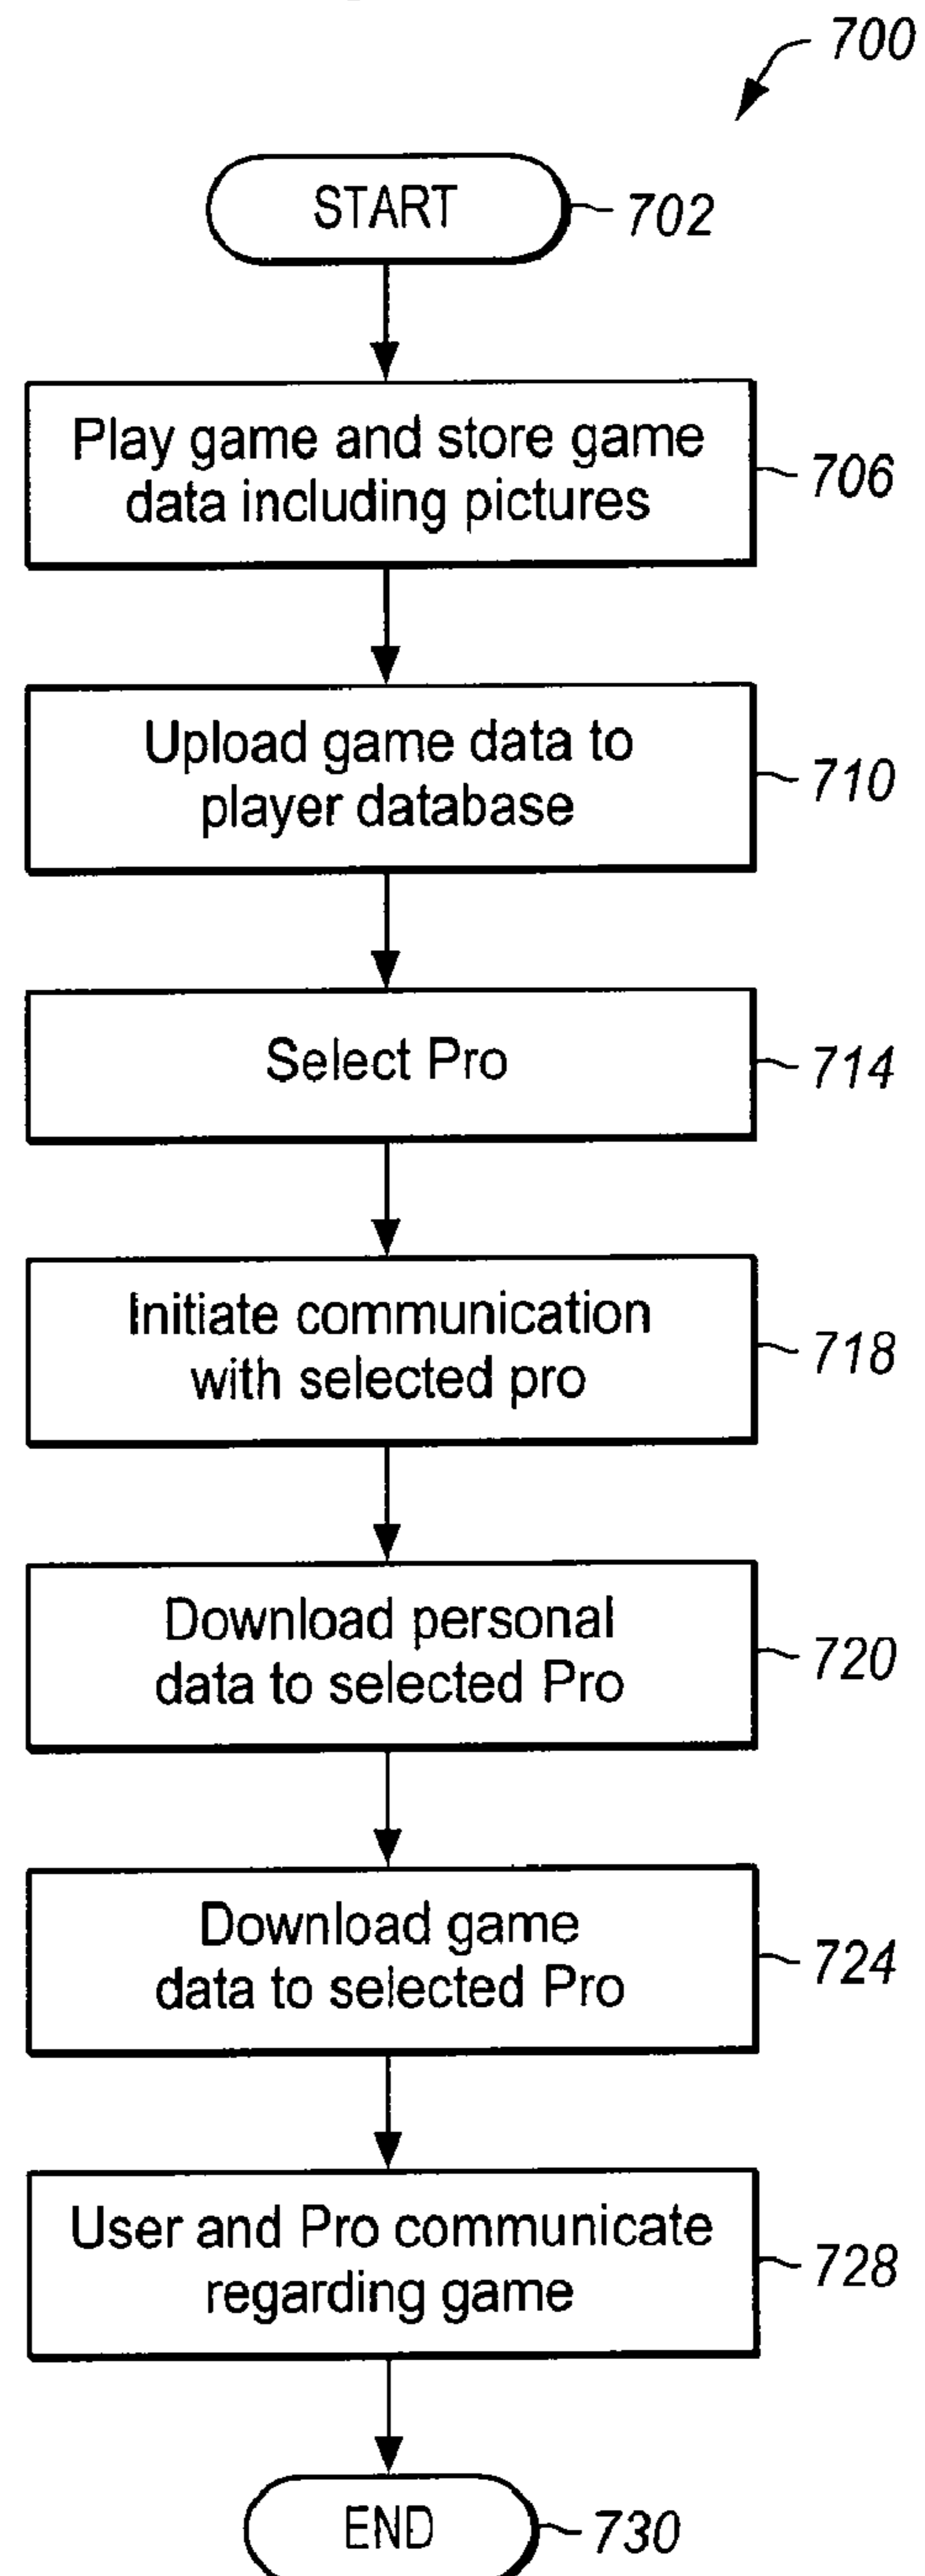 700
START
702
Play game and store game
data including pictures
706
Upload game data to
player database
710
Select Pro
714
Initiate communication
with selected pro
718
Download personal
data to selected Pro
720
Download game
data to selected Pro
724
User and Pro communicate
regarding game
728
END
730